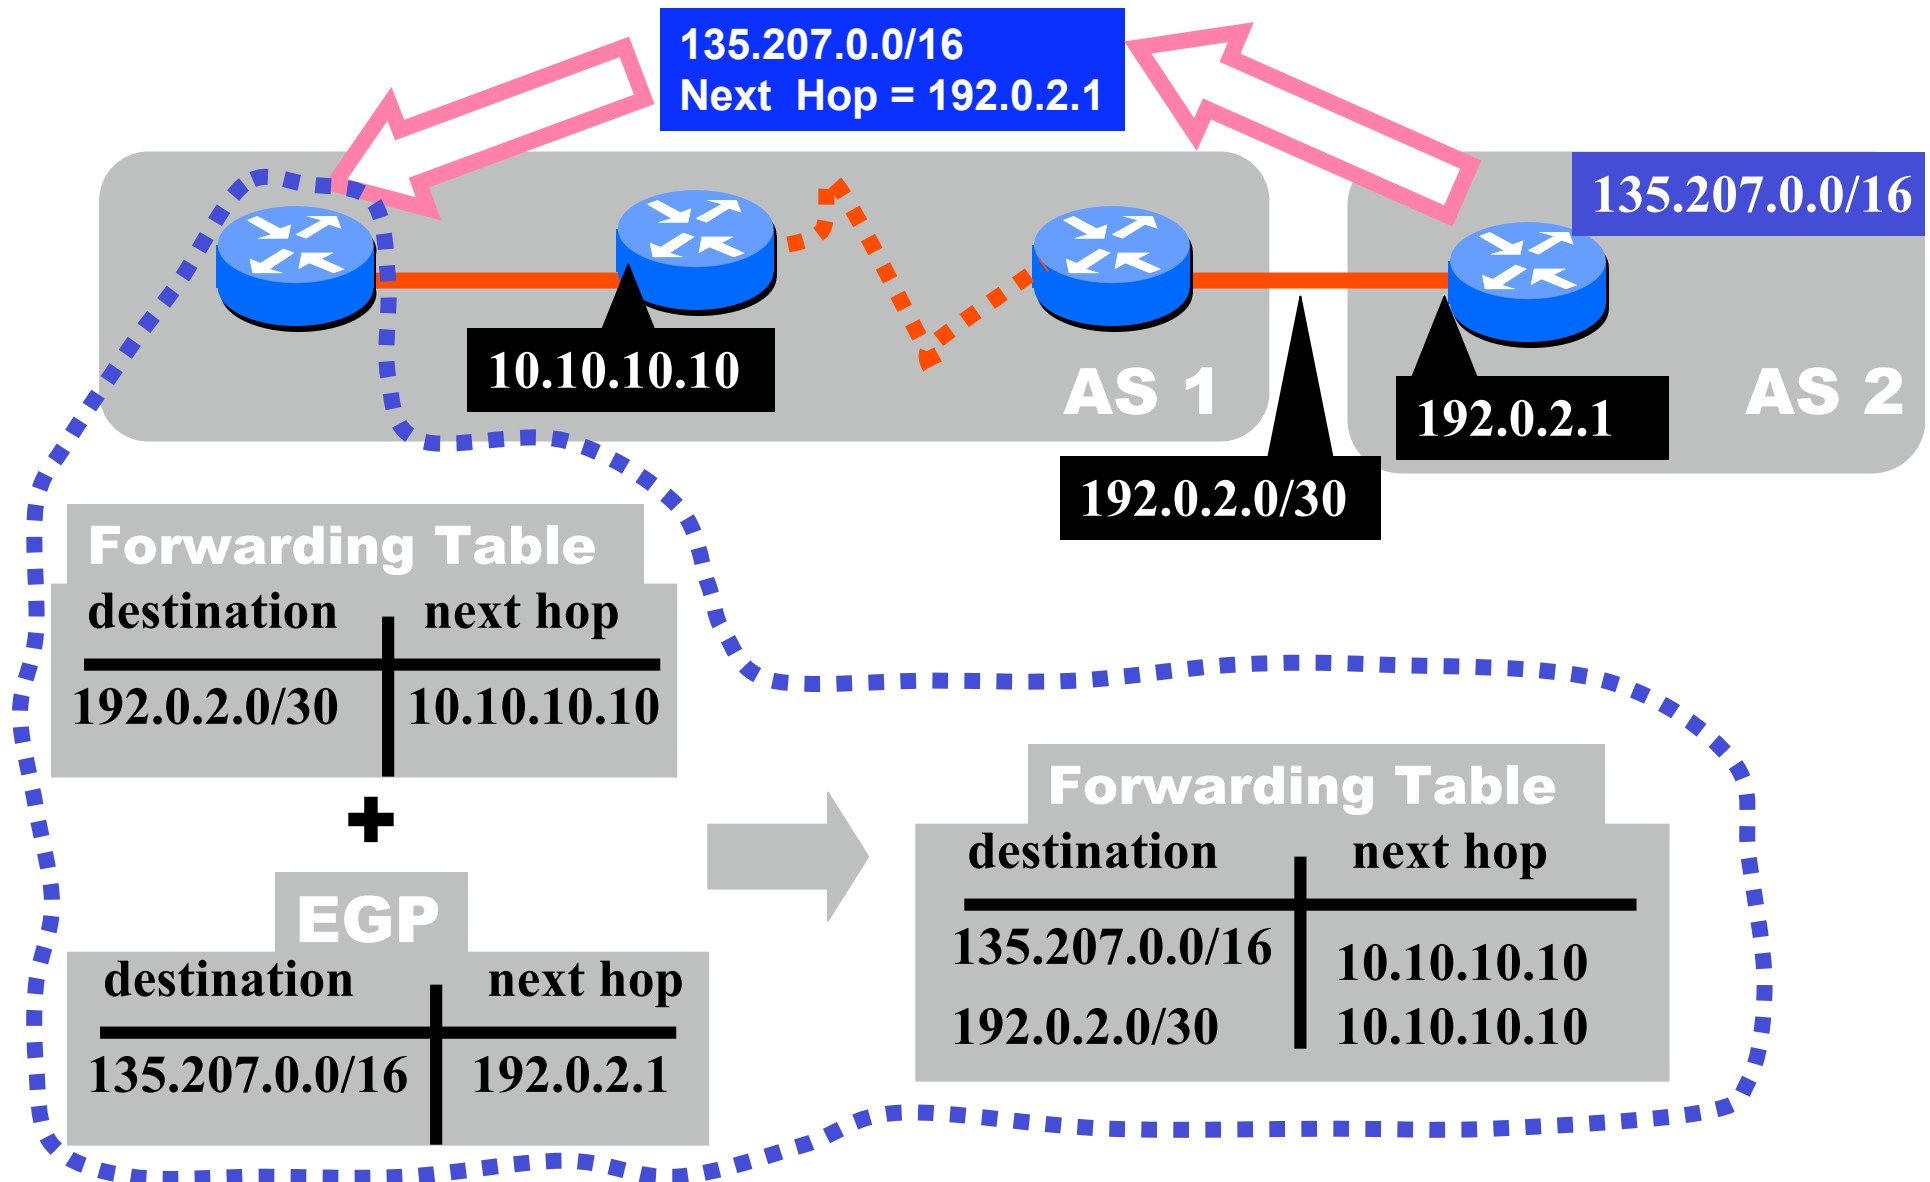 135.207.0.0/16
Next Hop = 192.0.2.1
135.207.0.0/16
10.10.10.10
AS 1
192.0.2.1
AS 2
192.0.2.0/30
Forwarding Table
destination next hop
192.0.2.0/30 10.10.10.10
+
EGP
destination next hop
135.207.0.0/16 192.0.2.1
Forwarding Table
destination next hop
135.207.0.0/16 10.10.10.10
192.0.2.0/30 10.10.10.10